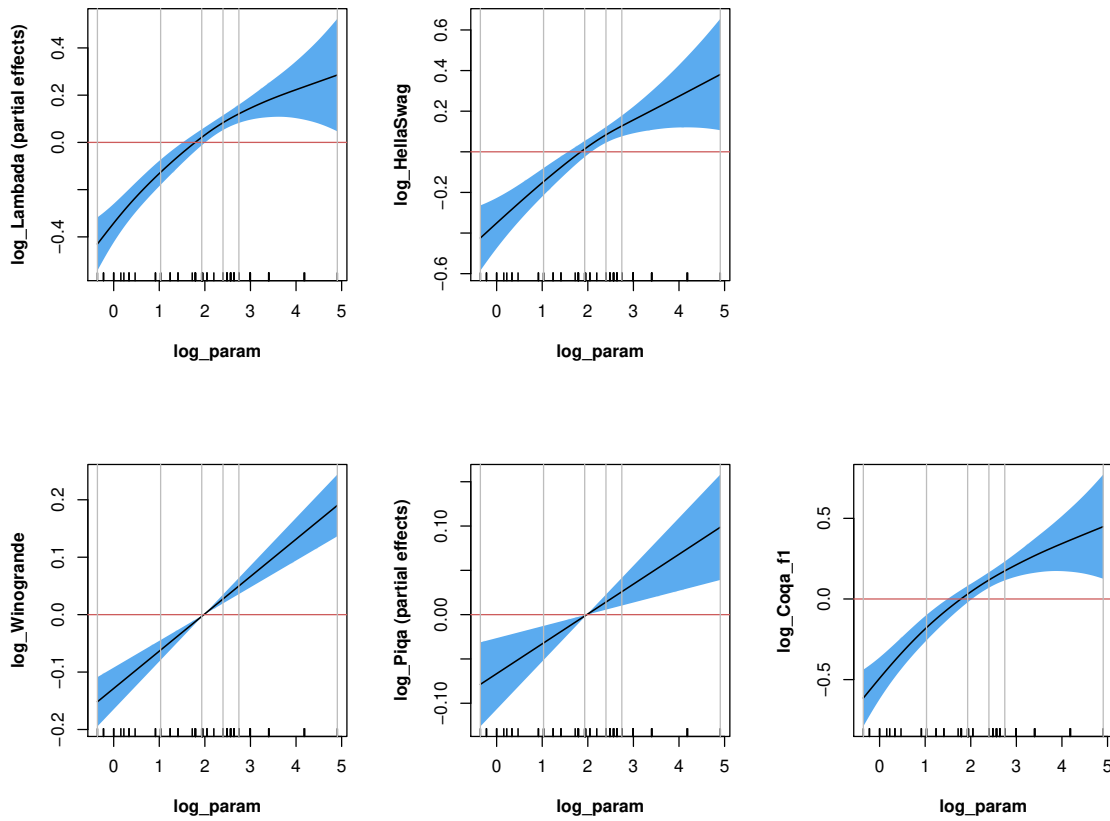 log_Lambada (partial effects)
0.4
0.2
0.0
−0.4
0 1 2 3 4 5
log_param
log_HellaSwag
0.6
0.4
0.2
−0.2
−0.6
0 1 2 3 4 5
log_param
log_Winogrande
0.2
0.1
0.0
−0.1
−0.2
0 1 2 3 4 5
log_param
log_Piqa (partial effects)
0.10
0.00
−0.10
0 1 2 3 4 5
log_param
log_Coqa_f1
0.5
0.0
−0.5
0 1 2 3 4 5
log_param